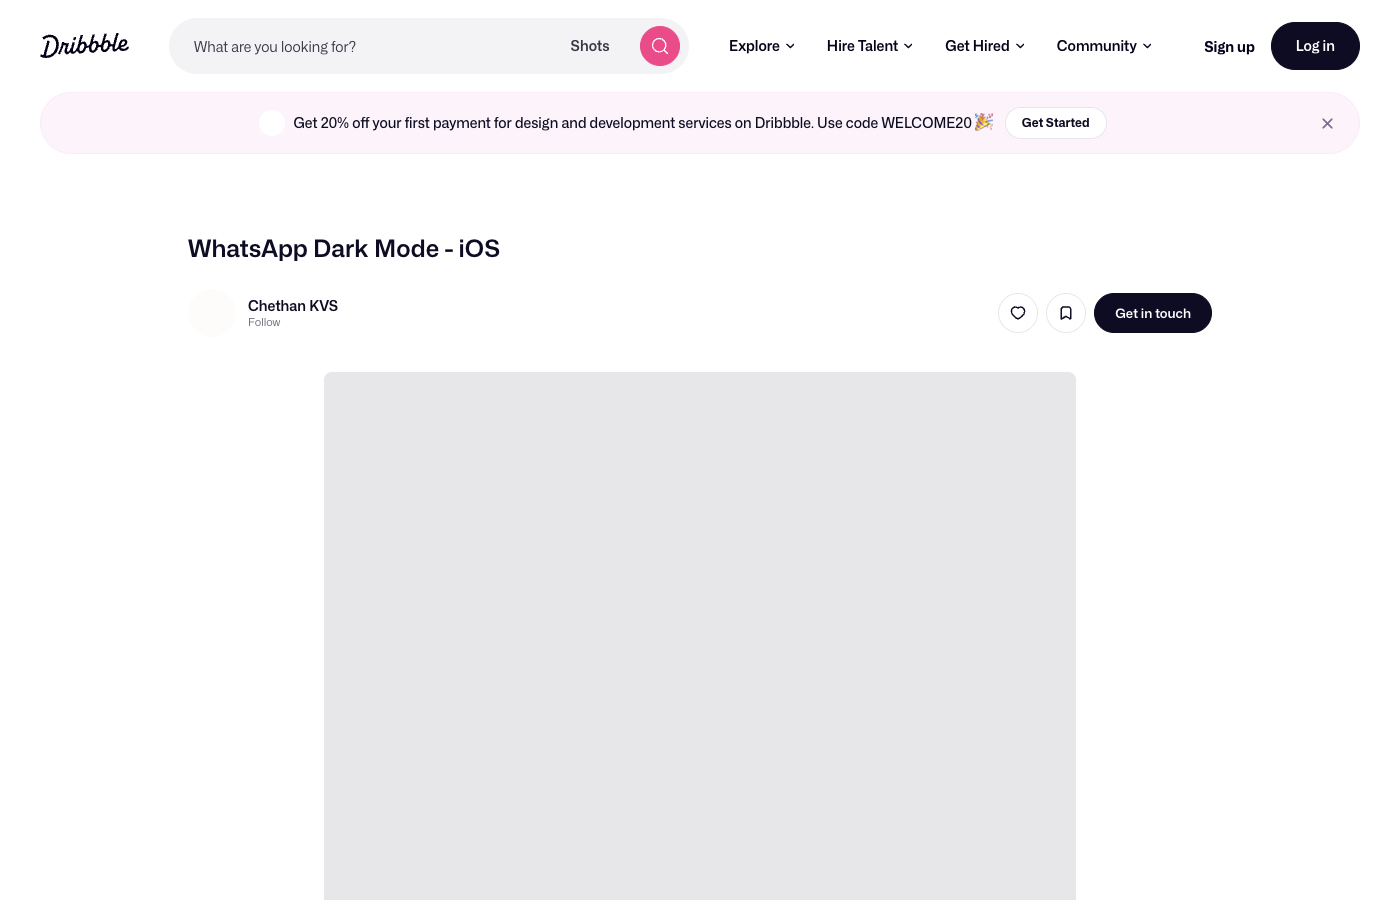 Dribbble
What are you looking for?
Shots
Explore
Hire Talent
Get Hired
Community
Sign up
Log in
Get 20% off your first payment for design and development services on Dribbble. Use code WELCOME20 🎉
Get Started
WhatsApp Dark Mode - iOS
Chethan KVS
Follow
Get in touch